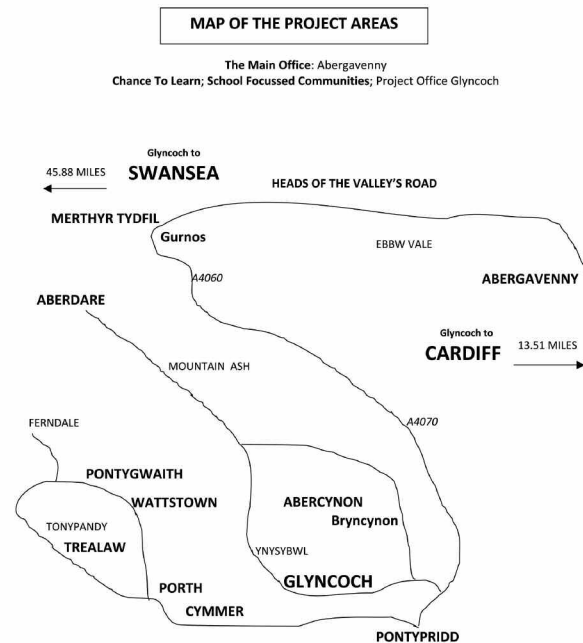 MAP OF THE PROJECT AREAS
The Main Office: Abergavenny
Chance To Learn; School Focussed Communities; Project Office Glyncoch
Glyncoch to
45.88 MILES
SWANSEA
HEADS OF THE VALLEY'S ROAD
MERTHYR TYDFIL
Gurnos
EBBW VALE
A4060
ABERGAVENNY
ABERDARE
Glyncoch to
CARDIFF
13.51 MILES
MOUNTAIN ASH
A4070
FERNDALE
PONTYGWAITH
WATTSTOWN
ABERCYNON
Bryncynon
TONYPANDY
TREALAW
YNYSYBWL
GLYNCOCH
PORTH
CYMMER
PONTYPRIDD